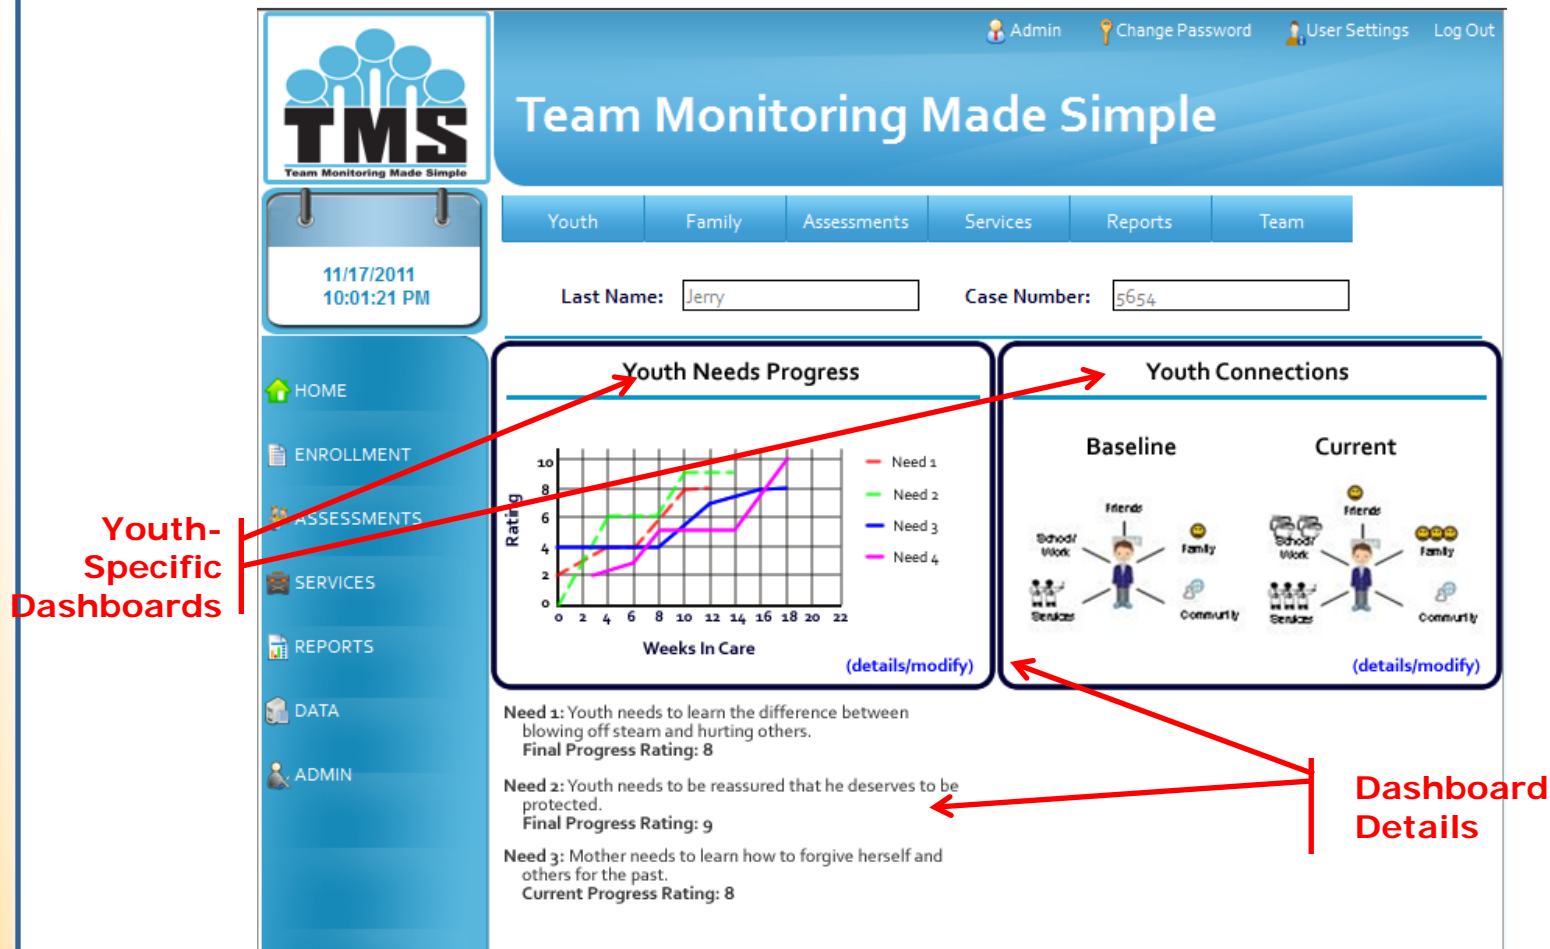 Admin Change Password User Settings Log Out
TMS
Team Monitoring Made Simple
Team Monitoring Made Simple
Youth Family Assessments Services Reports Team
11/17/2011
10:01:21 PM
Last Name: Jerry Case Number: 5654
HOME
ENROLLMENT
ASSESSMENTS
SERVICES
REPORTS
DATA
ADMIN
Youth-
Specific
Dashboards
Youth Needs Progress
Rating
10
8
6
4
2
0
0 2 4 6 8 10 12 14 16 18 20 22
Weeks In Care
Need 1
Need 2
Need 3
Need 4
(details/modify)
Youth Connections
Baseline
Friends
School/
Work
Family
Services
Community
Current
Friends
School/
Work
Family
Services
Community
(details/modify)
Need 1: Youth needs to learn the difference between
blowing off steam and hurting others.
Final Progress Rating: 8
Need 2: Youth needs to be reassured that he deserves to be
protected.
Final Progress Rating: 9
Need 3: Mother needs to learn how to forgive herself and
others for the past.
Current Progress Rating: 8
Dashboard
Details